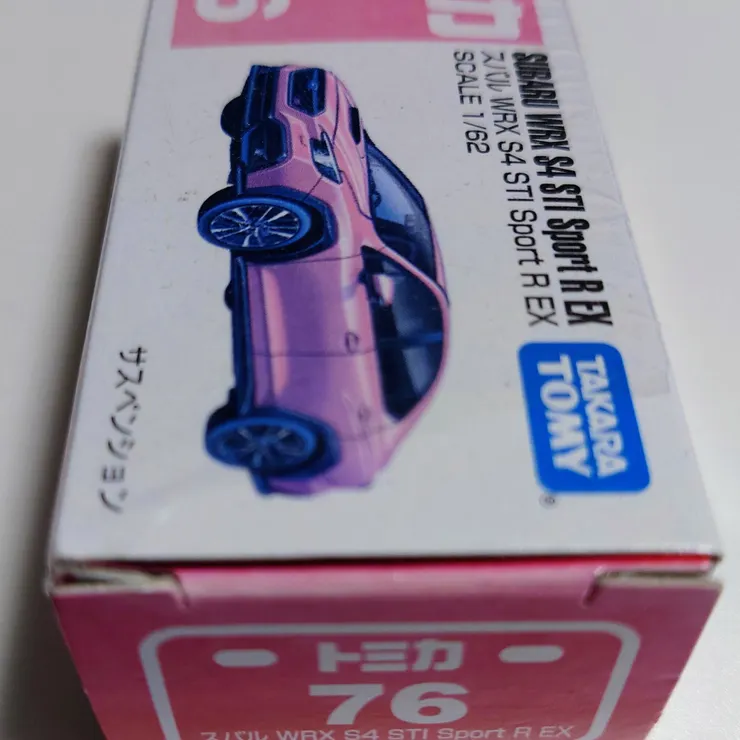 6
カ
SUBARU WRX S4 STI Sport R EX
スバル WRX S4 STI Sport R EX
SCALE 1/62
TAKARA
TOMY
®
サスペンション
トミカ
76
スバル WRX S4 STI Sport R EX